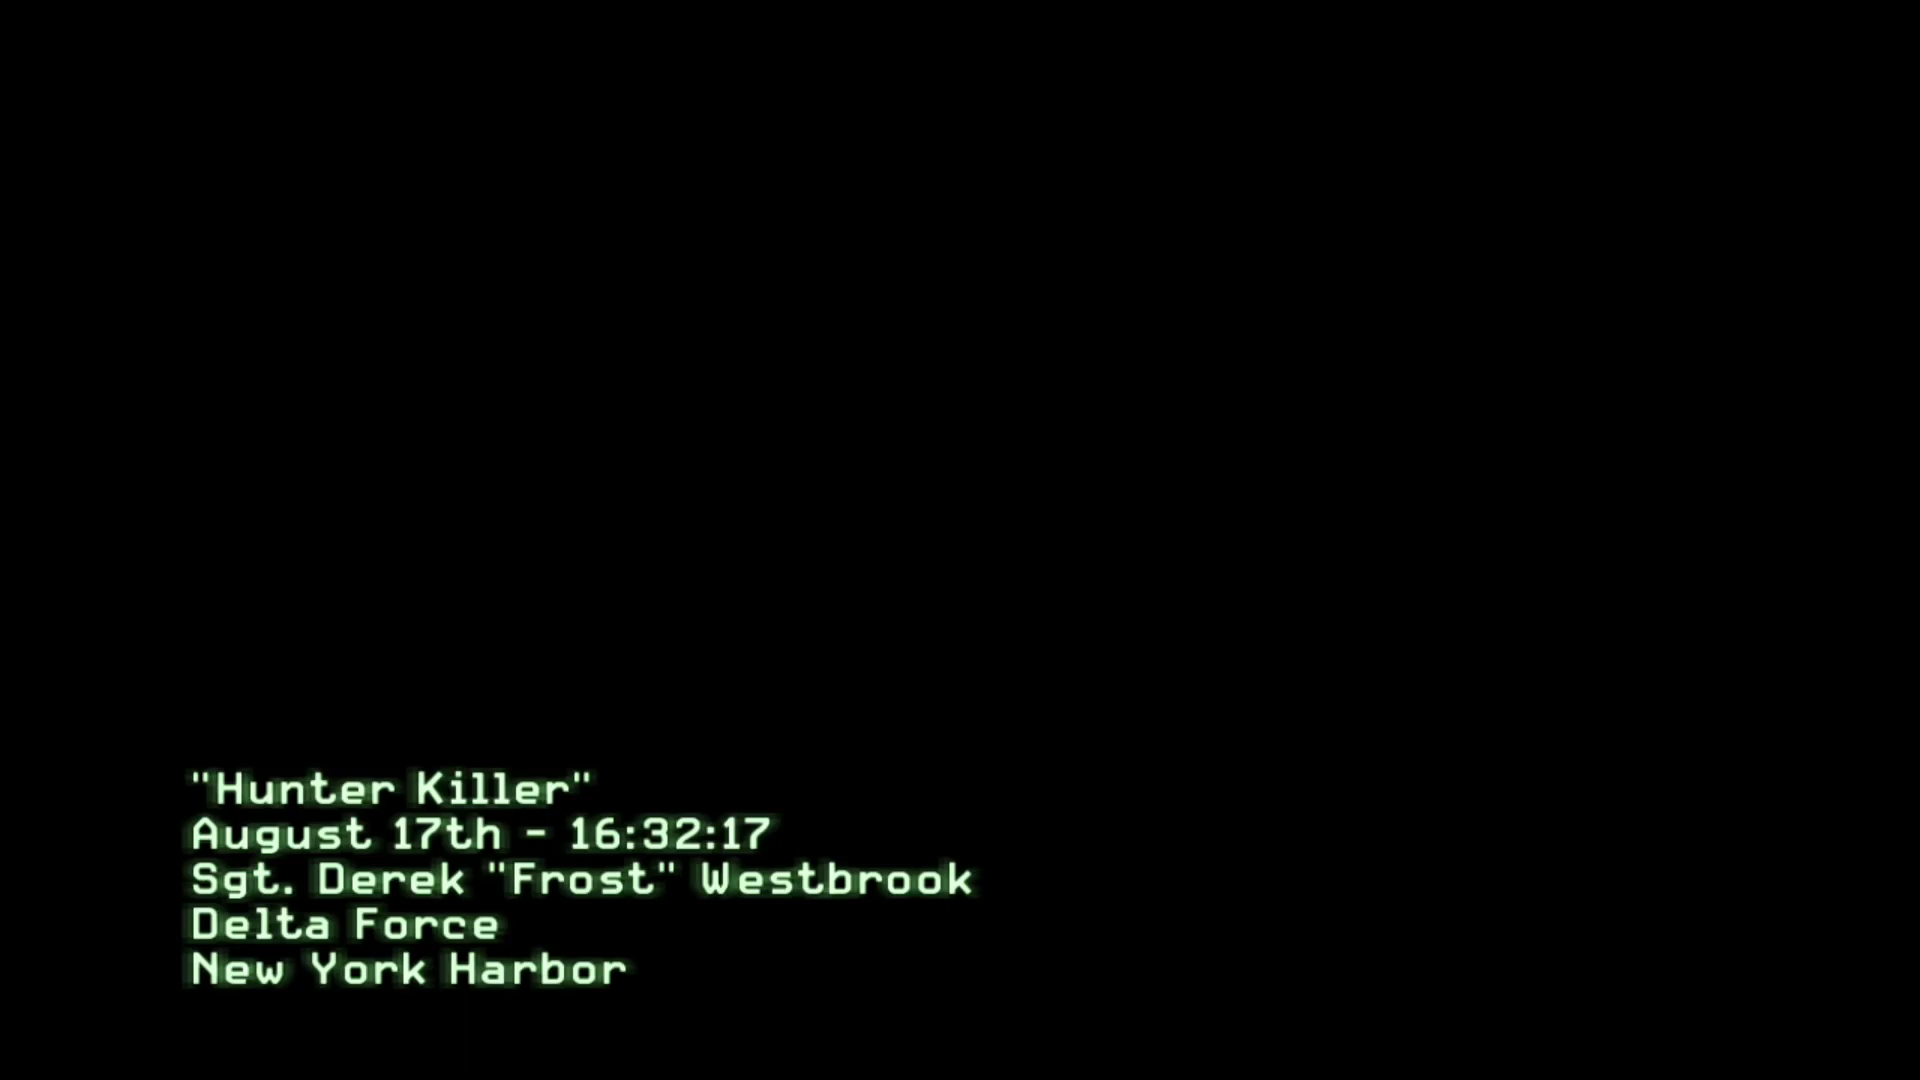 "Hunter Killer"
August 17th - 16:32:17
Sgt. Derek "Frost" Westbrook
Delta Force
New York Harbor